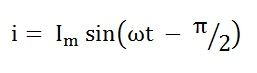 i = Iₘ sin(ωt − π/2)